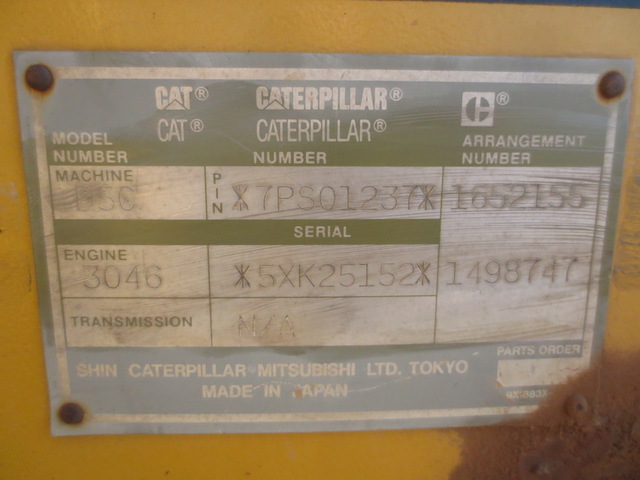 CAT® CATERPILLAR® C®
CAT® CATERPILLAR®
MODEL NUMBER NUMBER ARRANGEMENT NUMBER
MACHINE PIN
D5C *7PS01237* 1652155
SERIAL
ENGINE
3046 *5XK25152* 1498747
TRANSMISSION N/A
PARTS ORDER
SHIN CATERPILLAR MITSUBISHI LTD. TOKYO
MADE IN JAPAN